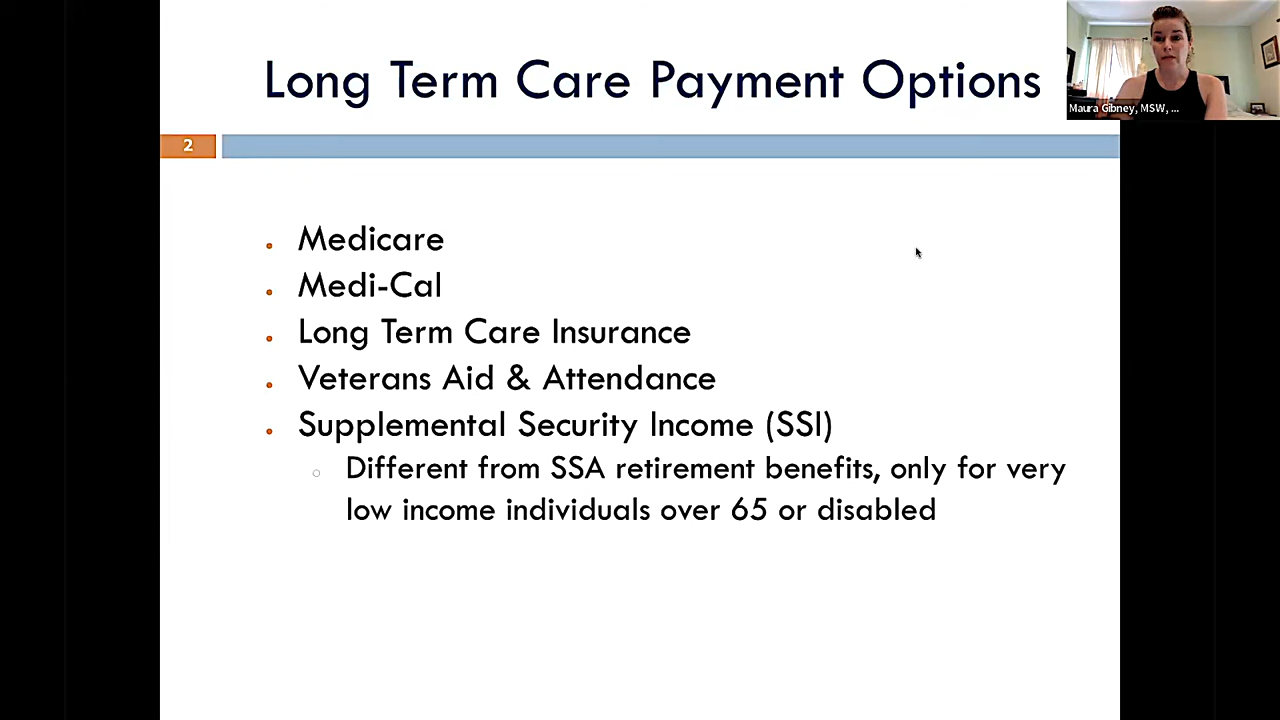 Long Term Care Payment Options
Maura Gibney, MSW, ...
2
Medicare
Medi-Cal
Long Term Care Insurance
Veterans Aid & Attendance
Supplemental Security Income (SSI)
Different from SSA retirement benefits, only for very
low income individuals over 65 or disabled